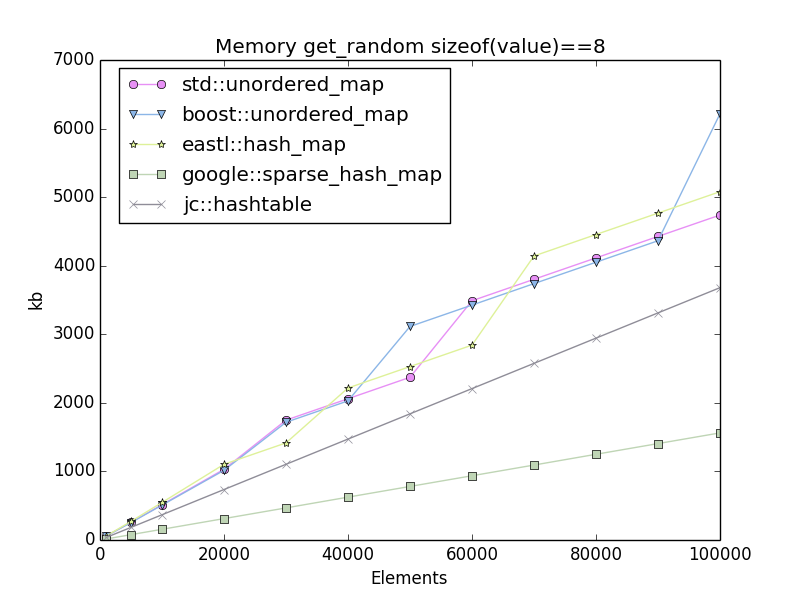 Memory get_random sizeof(value)==8
7000
6000
5000
4000
3000
2000
1000
0
kb
std::unordered_map
boost::unordered_map
eastl::hash_map
google::sparse_hash_map
jc::hashtable
0 20000 40000 60000 80000 100000
Elements